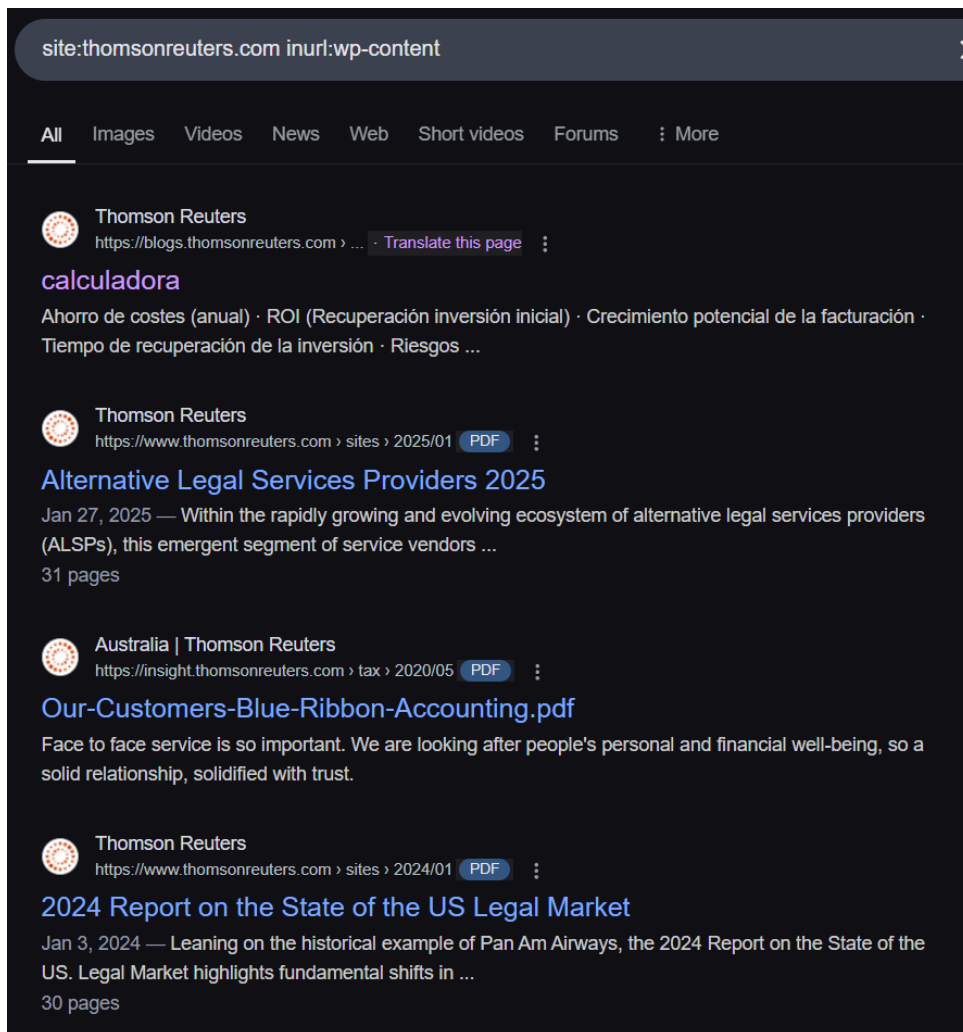 site:thomsonreuters.com inurl:wp-content
All Images Videos News Web Short videos Forums More
Thomson Reuters
https://blogs.thomsonreuters.com › ... · Translate this page
calculadora
Ahorro de costes (anual) · ROI (Recuperación inversión inicial) · Crecimiento potencial de la facturación ·
Tiempo de recuperación de la inversión · Riesgos ...
Thomson Reuters
https://www.thomsonreuters.com › sites › 2025/01 PDF
Alternative Legal Services Providers 2025
Jan 27, 2025 — Within the rapidly growing and evolving ecosystem of alternative legal services providers
(ALSPs), this emergent segment of service vendors ...
31 pages
Australia | Thomson Reuters
https://insight.thomsonreuters.com › tax › 2020/05 PDF
Our-Customers-Blue-Ribbon-Accounting.pdf
Face to face service is so important. We are looking after people's personal and financial well-being, so a
solid relationship, solidified with trust.
Thomson Reuters
https://www.thomsonreuters.com › sites › 2024/01 PDF
2024 Report on the State of the US Legal Market
Jan 3, 2024 — Leaning on the historical example of Pan Am Airways, the 2024 Report on the State of the
US. Legal Market highlights fundamental shifts in ...
30 pages